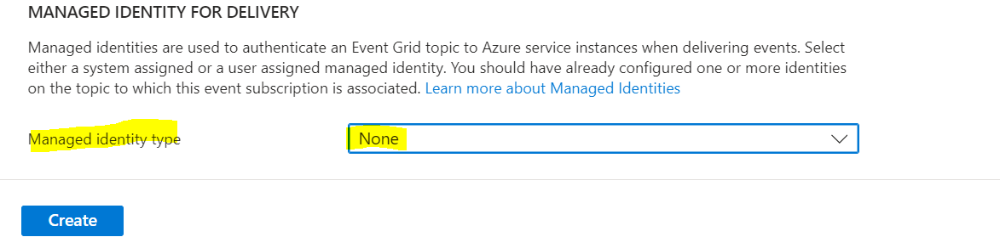 MANAGED IDENTITY FOR DELIVERY
Managed identities are used to authenticate an Event Grid topic to Azure service instances when delivering events. Select
either a system assigned or a user assigned managed identity. You should have already configured one or more identities
on the topic to which this event subscription is associated. Learn more about Managed Identities
Managed identity type
None
Create